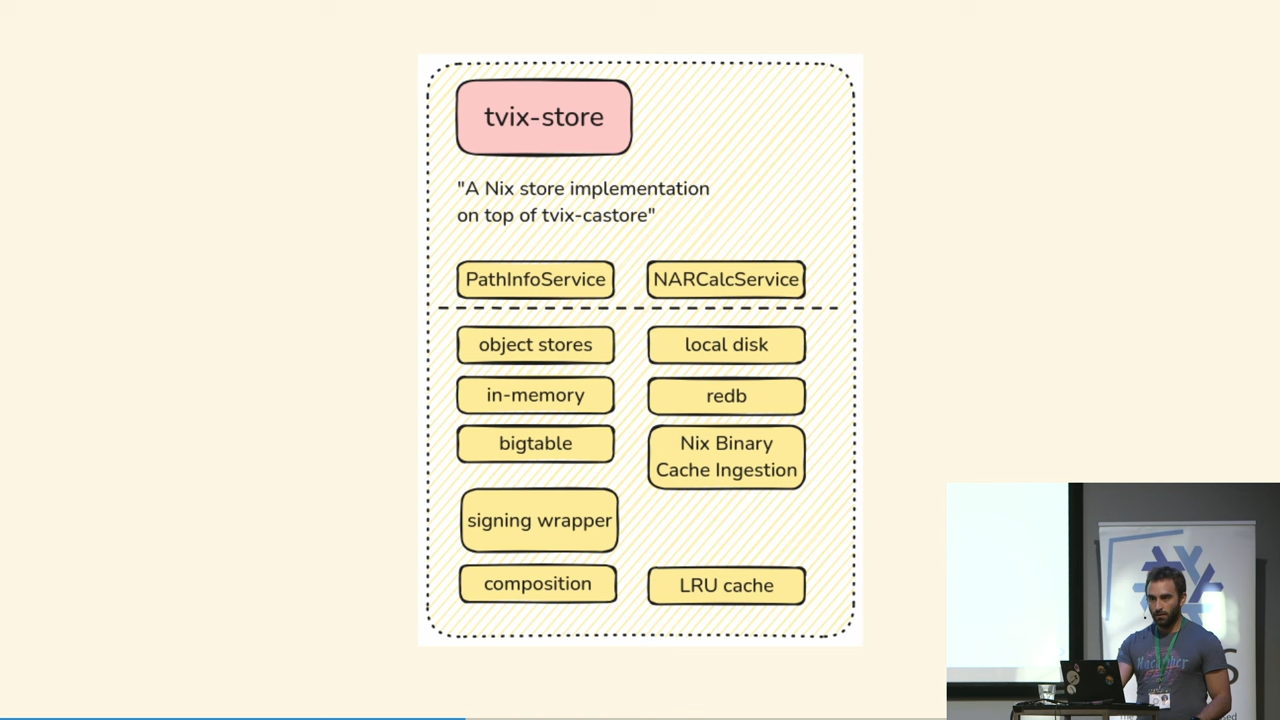 tvix-store
"A Nix store implementation
on top of tvix-castore"
PathInfoService
NARCalcService
object stores
local disk
in-memory
redb
bigtable
Nix Binary
Cache Ingestion
signing wrapper
composition
LRU cache